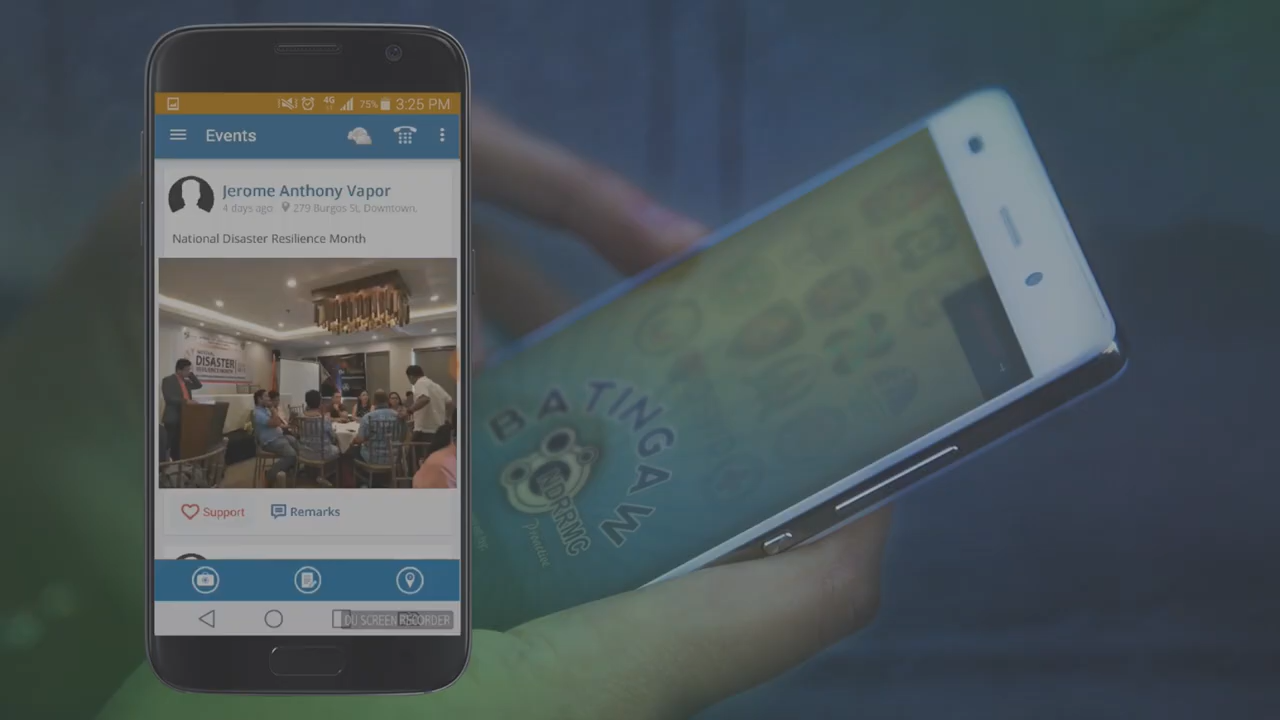 4G 75% 3:25 PM
Events
Jerome Anthony Vapor
4 days ago 279 Burgos St, Downtown,
National Disaster Resilience Month
NATIONAL
DISASTER
RESILIENCE MONTH
Support Remarks
DU SCREEN RECORDER
BATINGAW
NDRRMC